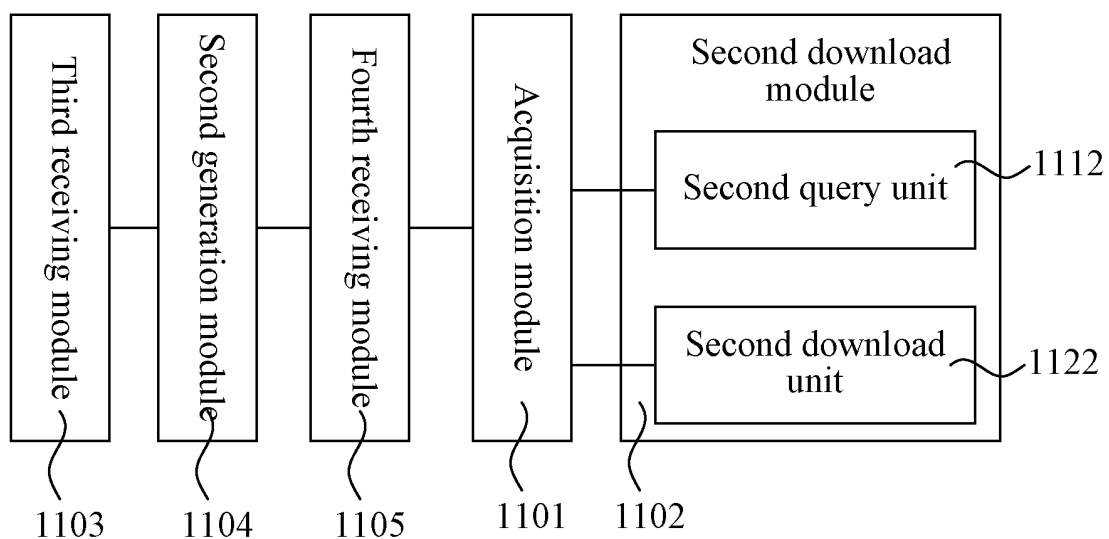 Third receiving module
Second generation module
Fourth receiving module
Acquisition module
Second download
module
Second query unit
1112
Second download
unit
1122
1103
1104
1105
1101
1102